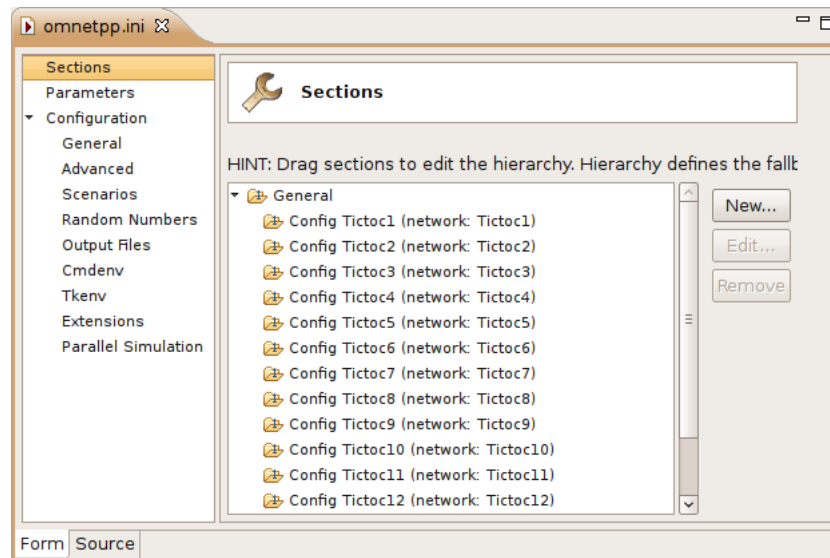 omnetpp.ini
Sections
Parameters
Configuration
General
Advanced
Scenarios
Random Numbers
Output Files
Cmdenv
Tkenv
Extensions
Parallel Simulation
Sections
HINT: Drag sections to edit the hierarchy. Hierarchy defines the
General
Config Tictoc1 (network: Tictoc1)
Config Tictoc2 (network: Tictoc2)
Config Tictoc3 (network: Tictoc3)
Config Tictoc4 (network: Tictoc4)
Config Tictoc5 (network: Tictoc5)
Config Tictoc6 (network: Tictoc6)
Config Tictoc7 (network: Tictoc7)
Config Tictoc8 (network: Tictoc8)
Config Tictoc9 (network: Tictoc9)
Config Tictoc10 (network: Tictoc10)
Config Tictoc11 (network: Tictoc11)
Config Tictoc12 (network: Tictoc12)
New...
Edit...
Remove
Form Source